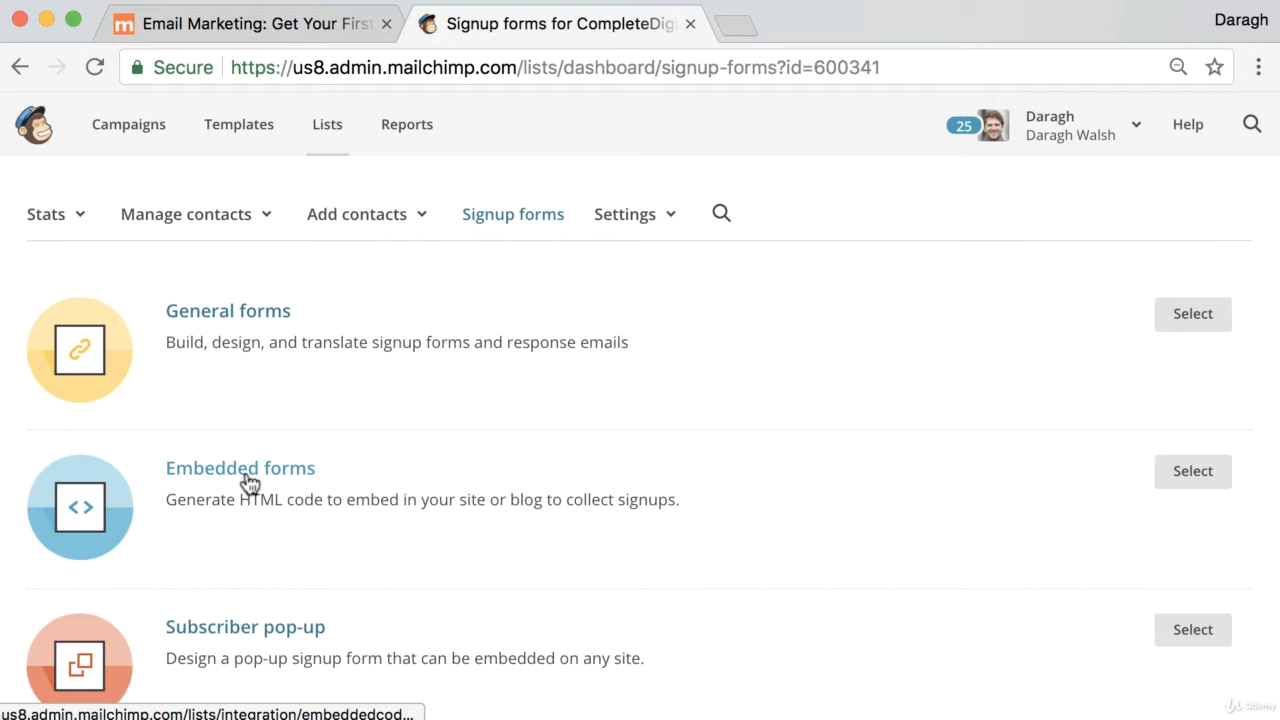 Email Marketing: Get Your First
Signup forms for CompleteDigi
Daragh
Secure
https://us8.admin.mailchimp.com/lists/dashboard/signup-forms?id=600341
Campaigns
Templates
Lists
Reports
25
Daragh
Daragh Walsh
Help
Stats
Manage contacts
Add contacts
Signup forms
Settings
General forms
Select
Build, design, and translate signup forms and response emails
Embedded forms
Select
Generate HTML code to embed in your site or blog to collect signups.
Subscriber pop-up
Select
Design a pop-up signup form that can be embedded on any site.
us8.admin.mailchimp.com/lists/integration/embeddedcod...
Udemy